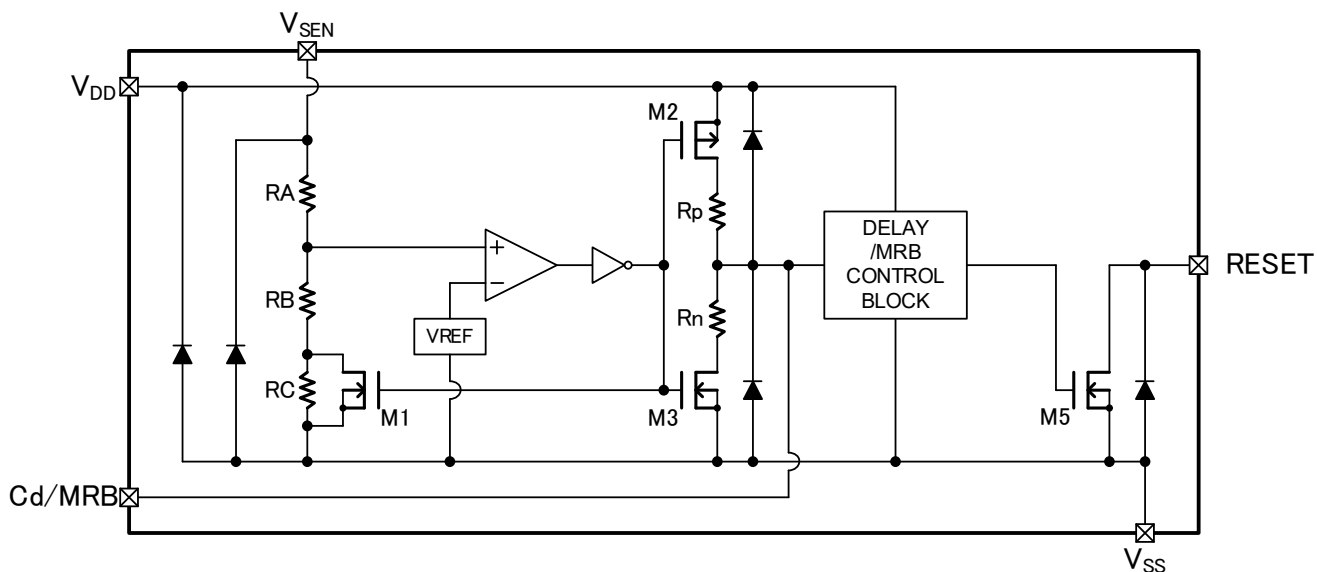 VSEN
VDD
M2
RA
Rp
+
−
DELAY
/MRB
CONTROL
BLOCK
RESET
RB
Rn
VREF
RC
M1
M3
M5
Cd/MRB
VSS